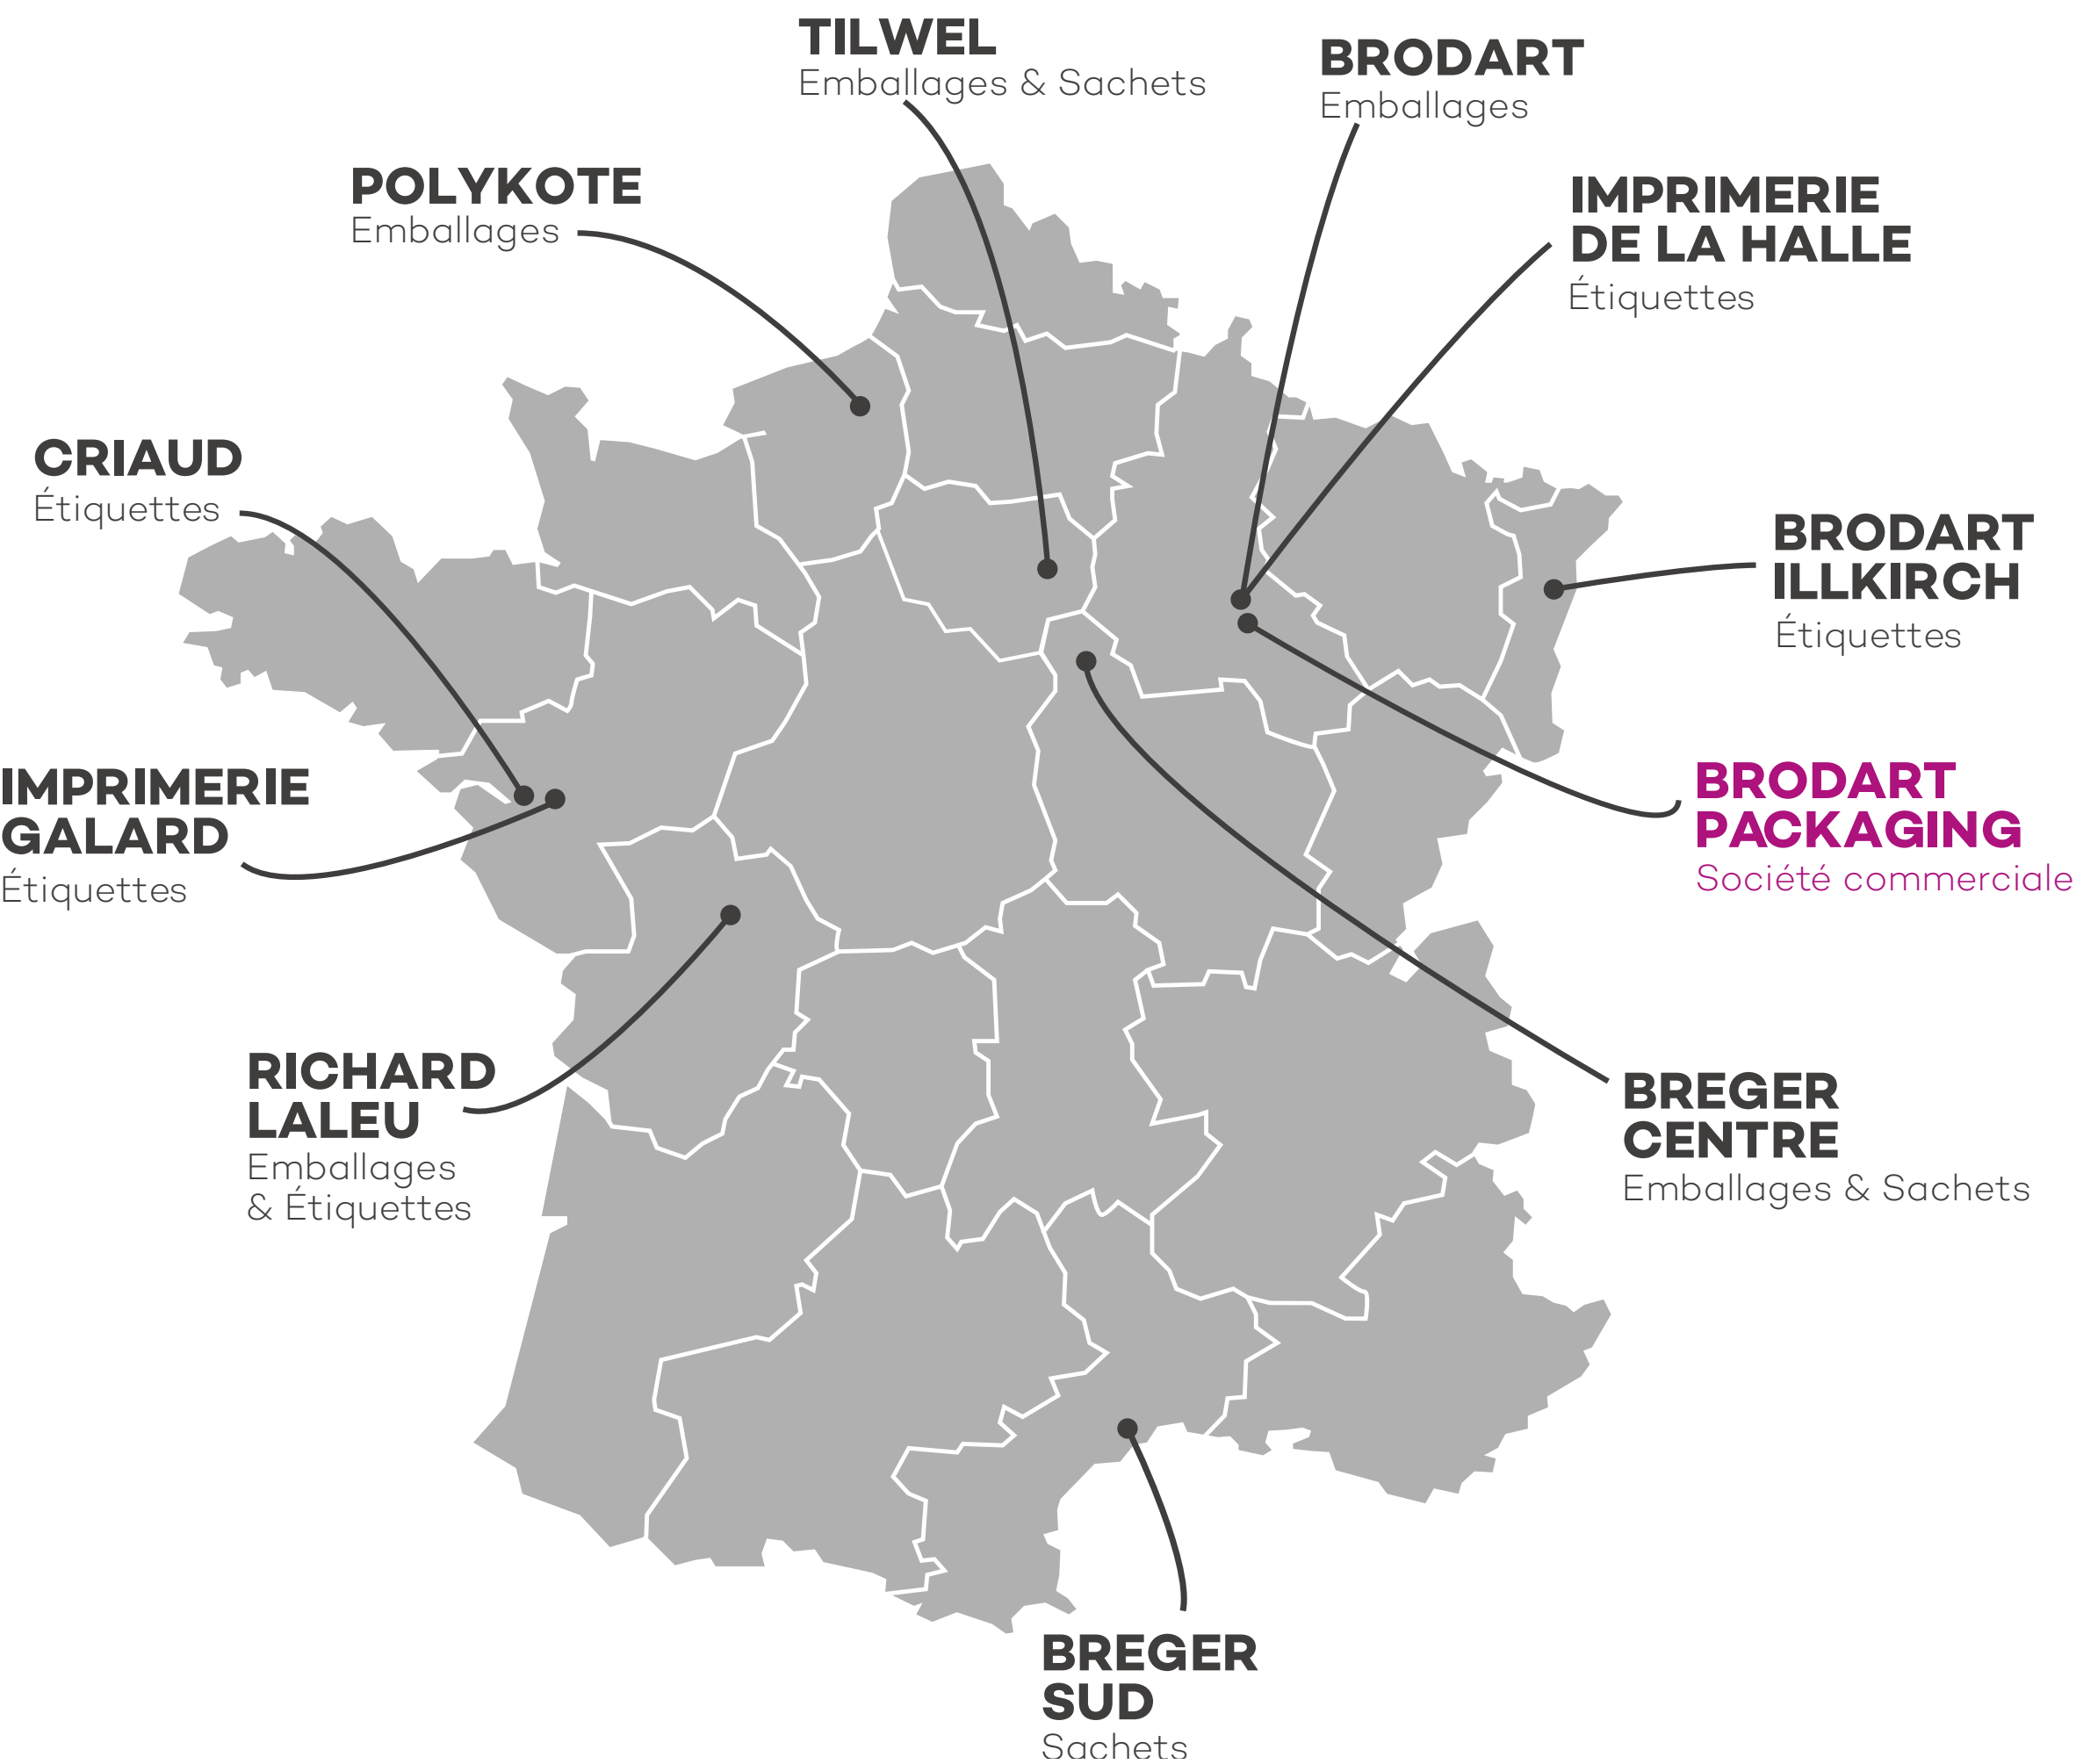 TILWEL
Emballages & Sachets
BRODART
Emballages
POLYKOTE
Emballages
IMPRIMERIE
DE LA HALLE
Étiquettes
CRIAUD
Étiquettes
BRODART
ILLKIRCH
Étiquettes
IMPRIMERIE
GALARD
Étiquettes
BRODART
PACKAGING
Société commerciale
RICHARD
LALEU
Emballages
& Étiquettes
BREGER
CENTRE
Emballages & Sachets
BREGER
SUD
Sachets